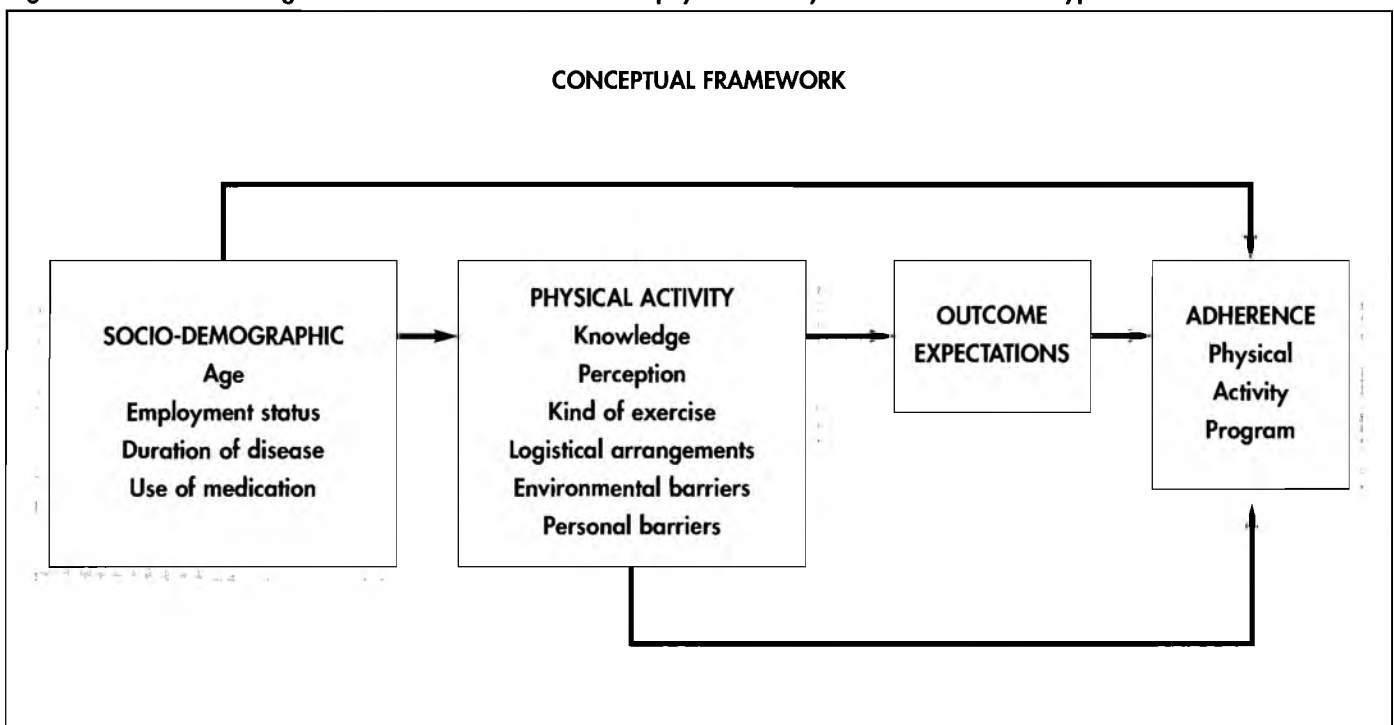 CONCEPTUAL FRAMEWORK
SOCIO-DEMOGRAPHIC
Age
Employment status
Duration of disease
Use of medication
PHYSICAL ACTIVITY
Knowledge
Perception
Kind of exercise
Logistical arrangements
Environmental barriers
Personal barriers
OUTCOME
EXPECTATIONS
ADHERENCE
Physical
Activity
Program